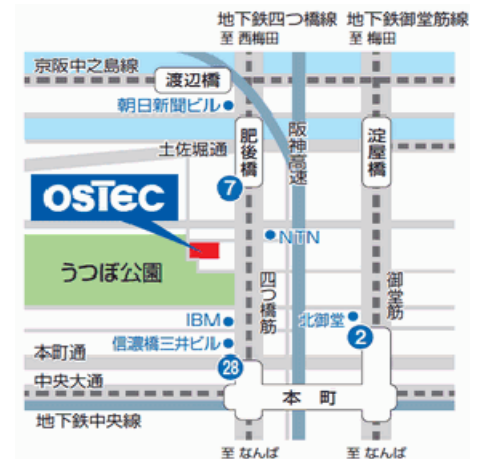 地下鉄四つ橋線
地下鉄御堂筋線
至 西梅田
至 梅田
京阪中之島線
渡辺橋
朝日新聞ビル
土佐堀通
肥後橋
阪神高速
淀屋橋
7
OSTEC
NTN
うつぼ公園
四つ橋筋
御堂筋
IBM
北御堂
2
信濃橋三井ビル
本町通
28
中央大通
本町
地下鉄中央線
至 なんば
至 なんば